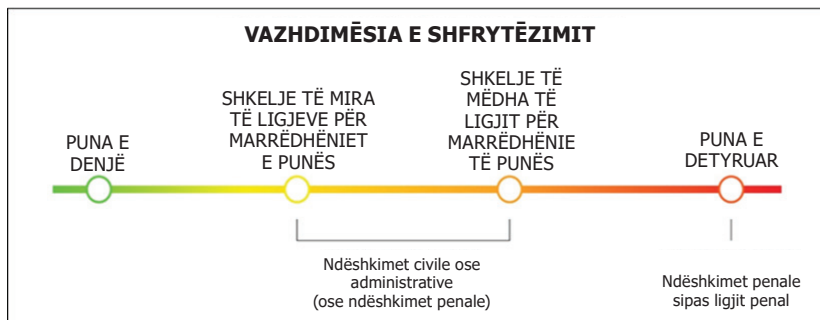 VAZHDIMËSIA E SHFRYTËZIMIT
PUNA E
DENJË
SHKELJE TË MIRA
TË LIGJEVE PËR
MARRËDHËNIET
E PUNËS
SHKELJE TË
MËDHA TË
LIGJIT PËR
MARRËDHËNIE
TË PUNËS
PUNA E
DETYRUAR
Ndëshkimet civile ose
administrative
(ose ndëshkimet penale)
Ndëshkimet penale
sipas ligjit penal